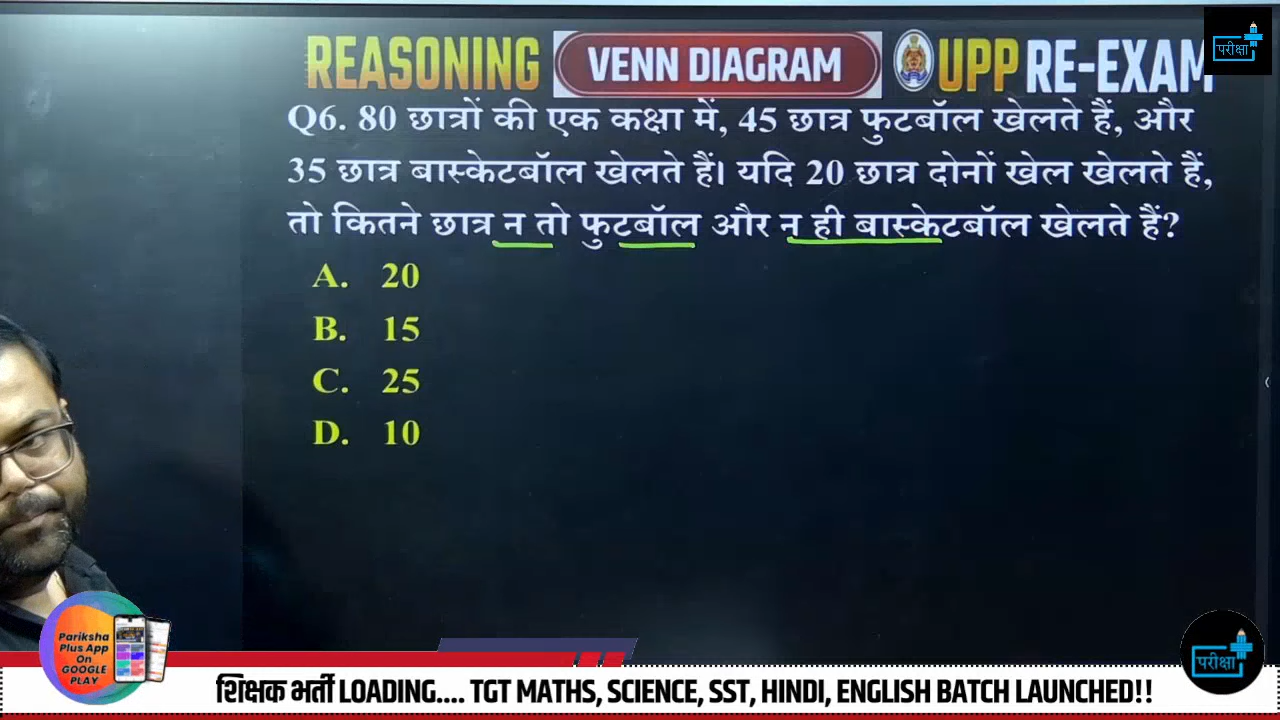 REASONING VENN DIAGRAM UPP RE-EXAM
परीक्षा
Q6. 80 छात्रों की एक कक्षा में, 45 छात्र फुटबॉल खेलते हैं, और
35 छात्र बास्केटबॉल खेलते हैं। यदि 20 छात्र दोनों खेल खेलते हैं,
तो कितने छात्र न तो फुटबॉल और न ही बास्केटबॉल खेलते हैं?
A. 20
B. 15
C. 25
D. 10
Pariksha
Plus App
On
GOOGLE
PLAY
परीक्षा
शिक्षक भर्ती LOADING.... TGT MATHS, SCIENCE, SST, HINDI, ENGLISH BATCH LAUNCHED!!